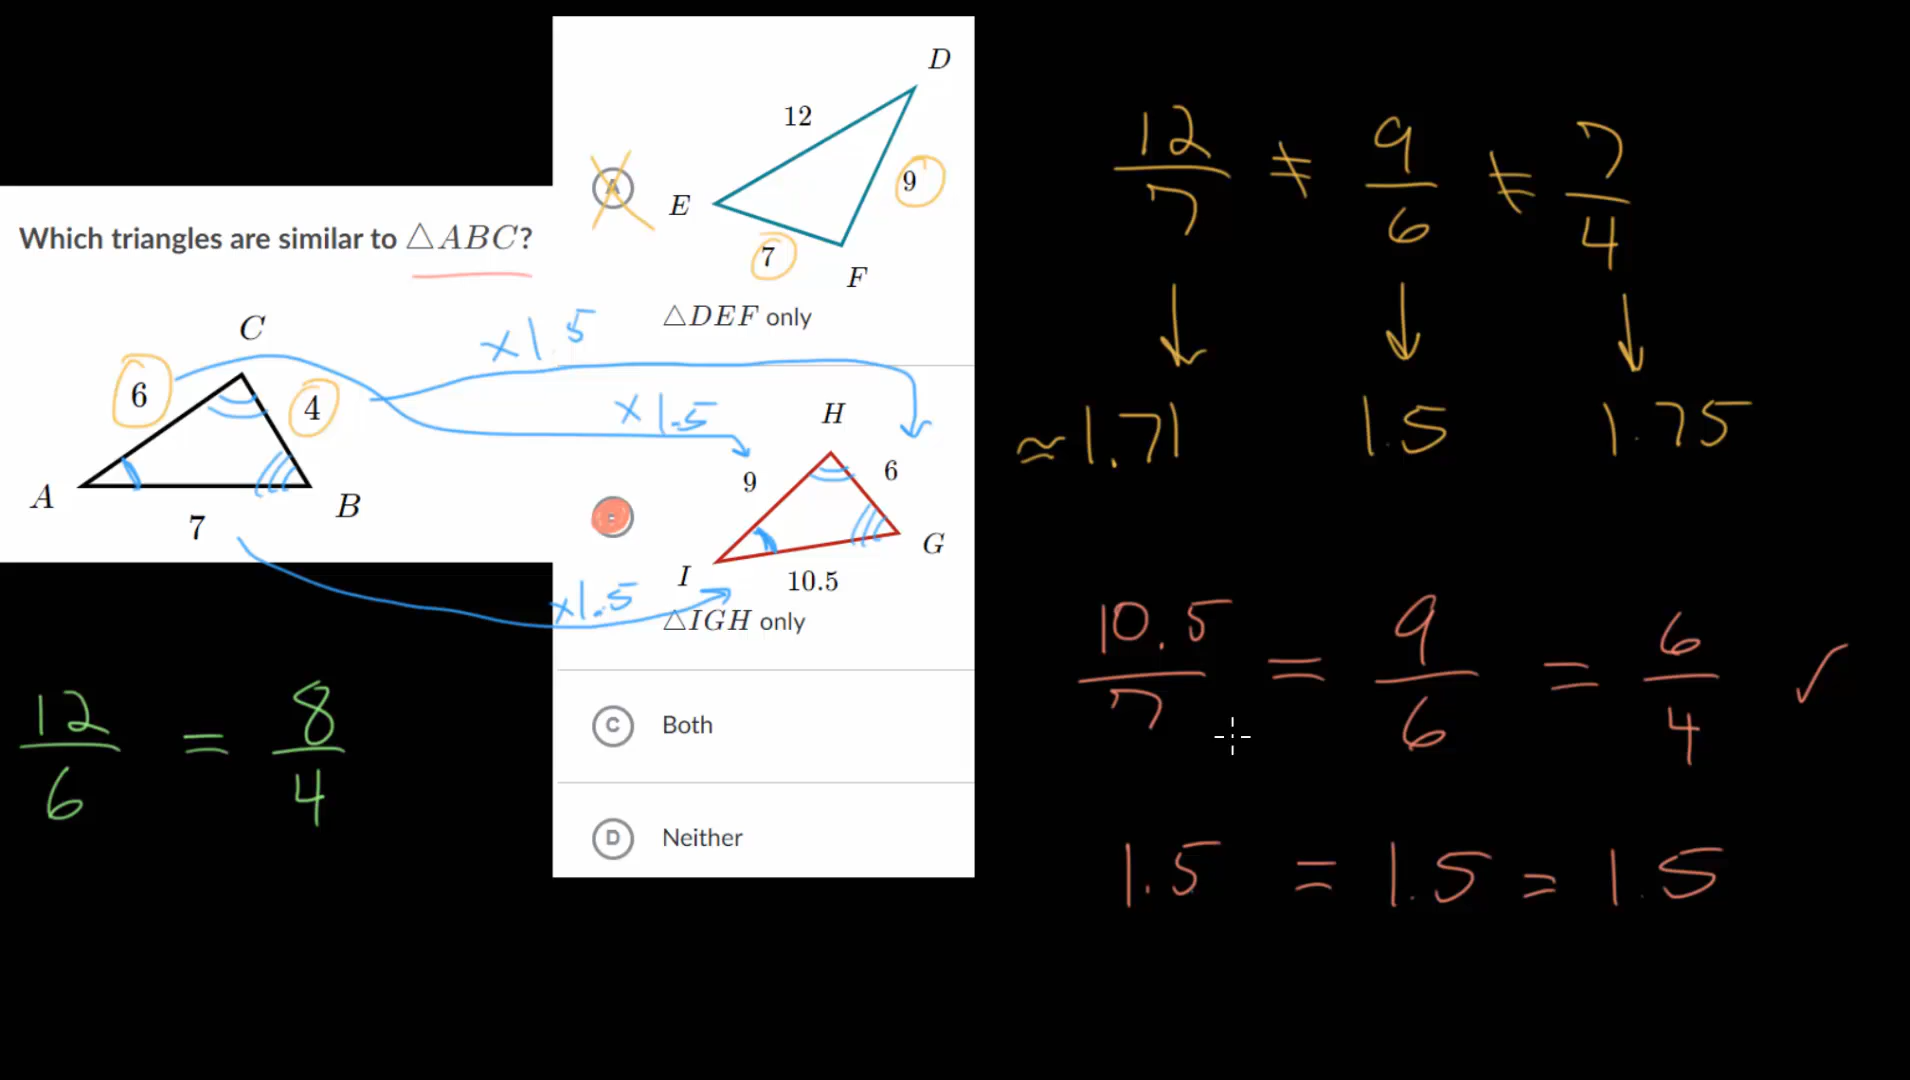 Which triangles are similar to △ABC?
C
6
4
A
B
7
12/6 = 8/4
D
12
A
9
E
7
F
△DEF only
×1.5
×1.5
H
9
6
G
I
10.5
×1.5
△IGH only
C Both
D Neither
12/7 ≠ 9/6 ≠ 7/4
≈1.71 1.5 1.75
10.5/7 = 9/6 = 6/4 ✓
1.5 = 1.5 = 1.5